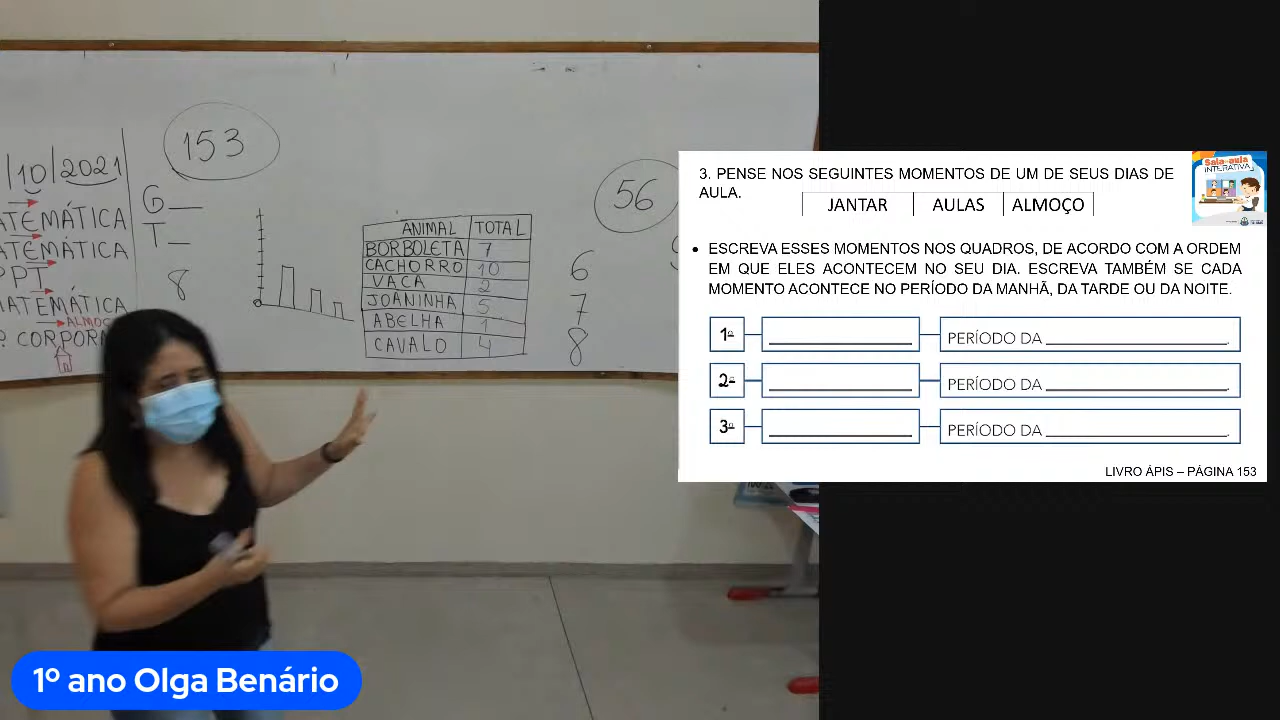 /10/2021
ATEMÁTICA
ATEMÁTICA
PPT
MATEMÁTICA
ALMOÇ
CORPORA
153
G
T
8
ANIMAL TOTAL
BORBOLETA 7
CACHORRO 10
VACA 2
JOANINHA 5
ABELHA 1
CAVALO 4
56
6
7
8
3. PENSE NOS SEGUINTES MOMENTOS DE UM DE SEUS DIAS DE
AULA.
JANTAR AULAS ALMOÇO
Sala de aula
INTERATIVA
• ESCREVA ESSES MOMENTOS NOS QUADROS, DE ACORDO COM A ORDEM
EM QUE ELES ACONTECEM NO SEU DIA. ESCREVA TAMBÉM SE CADA
MOMENTO ACONTECE NO PERÍODO DA MANHÃ, DA TARDE OU DA NOITE.
1º PERÍODO DA .
2º PERÍODO DA .
3º PERÍODO DA .
LIVRO ÁPIS – PÁGINA 153
1º ano Olga Benário